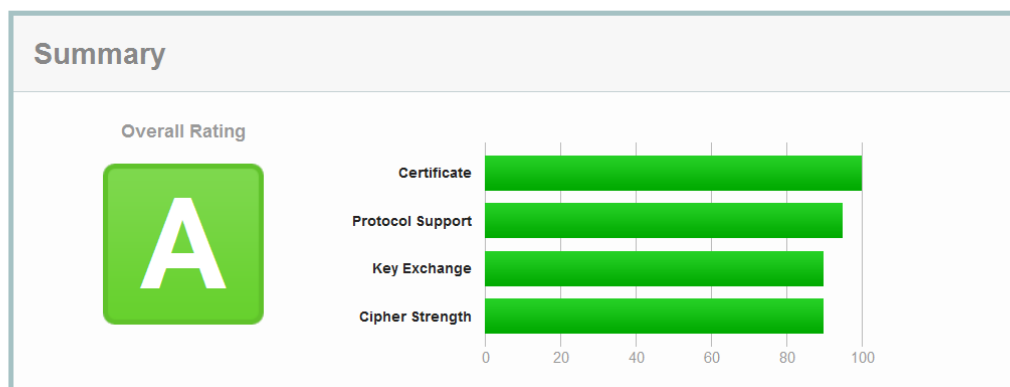 Summary
Overall Rating
A
Certificate
Protocol Support
Key Exchange
Cipher Strength
0 20 40 60 80 100